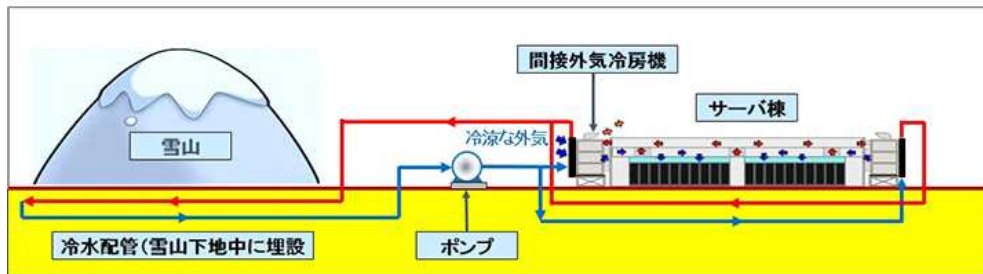 間接外気冷房機
サーバ棟
雪山
冷涼な外気
冷水配管(雪山下地中に埋設
ポンプ